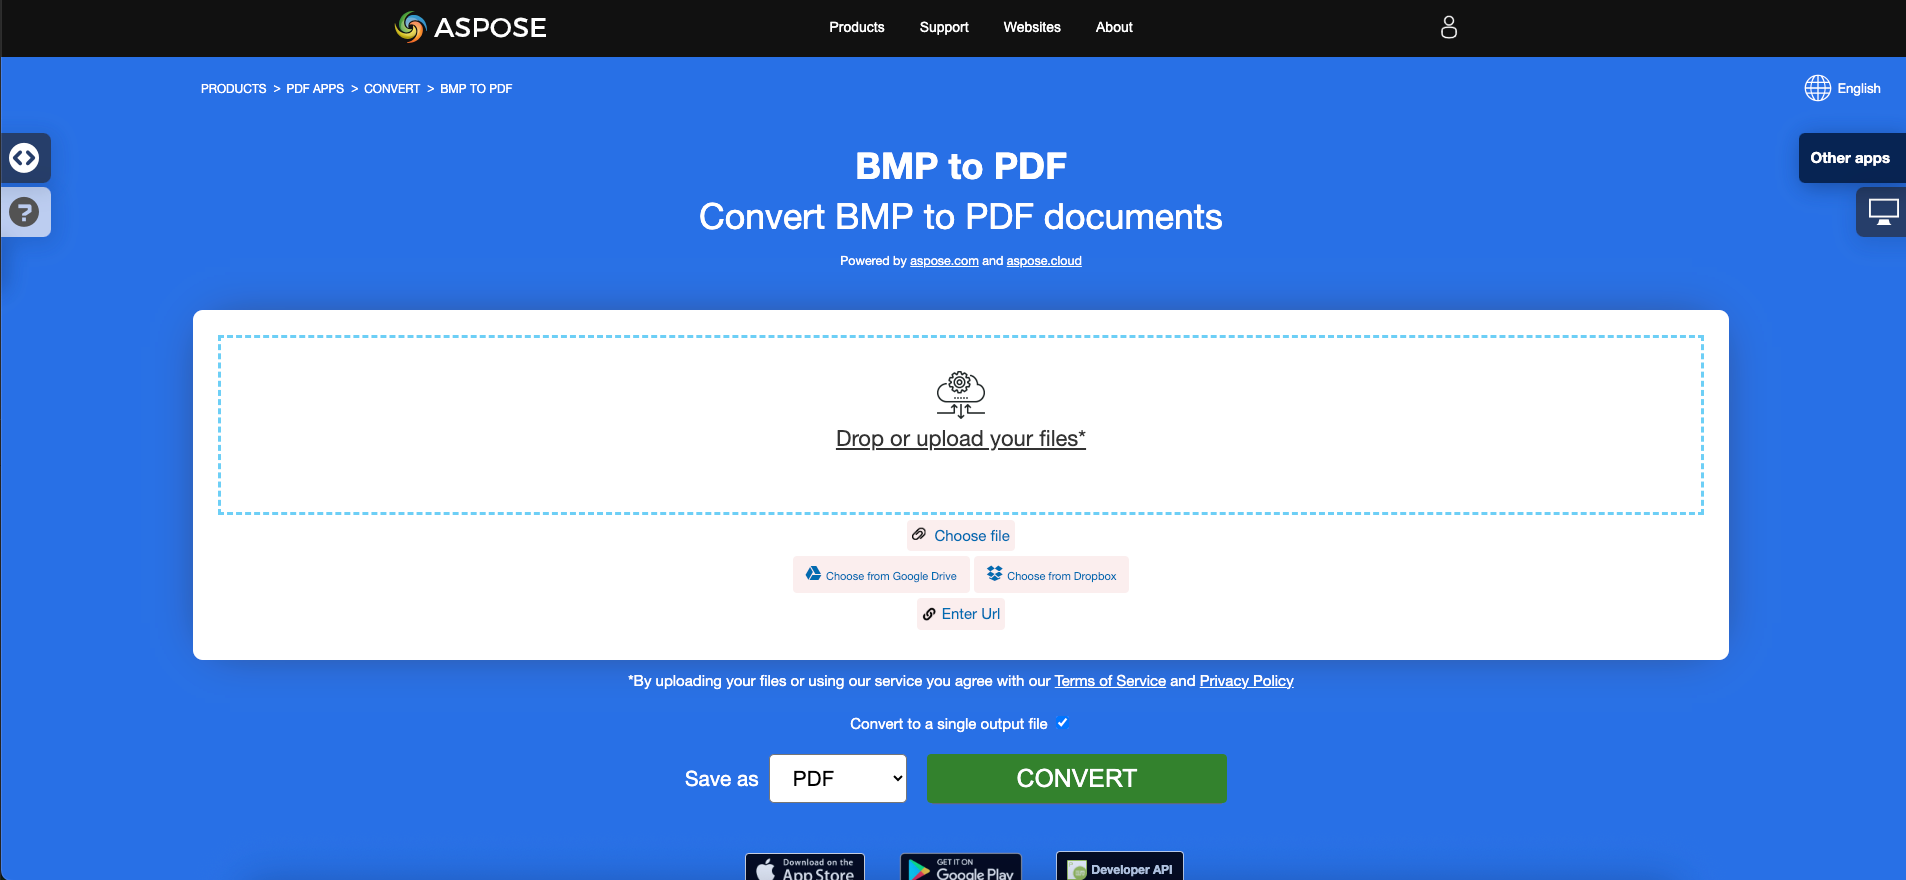 ASPOSE
Products Support Websites About
PRODUCTS > PDF APPS > CONVERT > BMP TO PDF
English
Other apps
BMP to PDF
Convert BMP to PDF documents
Powered by aspose.com and aspose.cloud
Drop or upload your files*
Choose file
Choose from Google Drive Choose from Dropbox
Enter Url
*By uploading your files or using our service you agree with our Terms of Service and Privacy Policy
Convert to a single output file
Save as PDF CONVERT
Download on the
App Store
GET IT ON
Google Play
Developer API